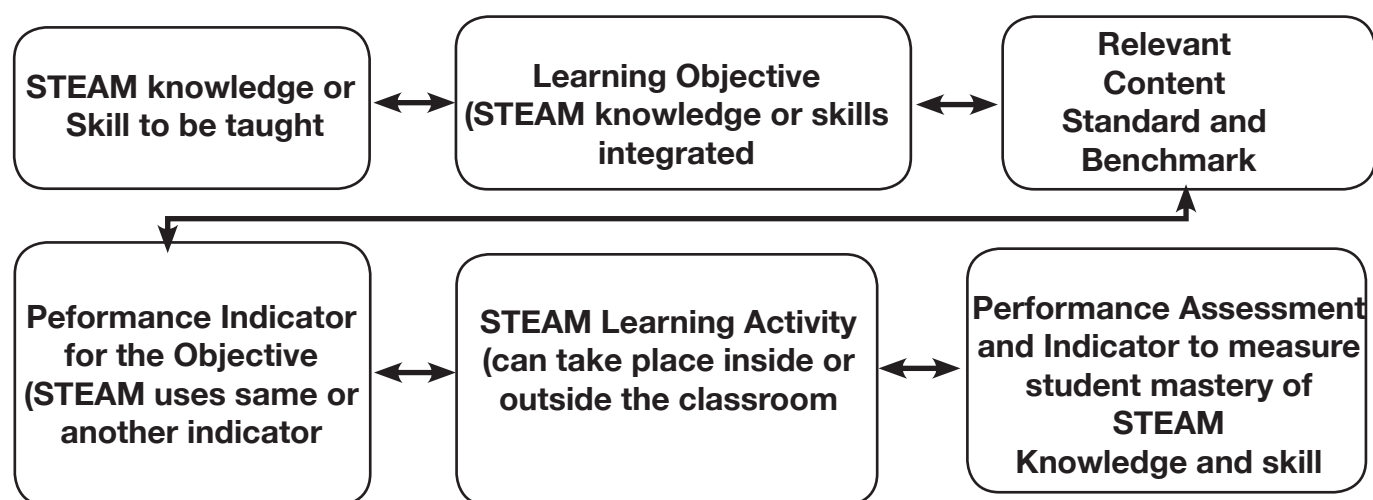 STEAM knowledge or
Skill to be taught
Learning Objective
(STEAM knowledge or skills
integrated
Relevant
Content
Standard and
Benchmark
Peformance Indicator
for the Objective
(STEAM uses same or
another indicator
STEAM Learning Activity
(can take place inside or
outside the classroom
Performance Assessment
and Indicator to measure
student mastery of
STEAM
Knowledge and skill